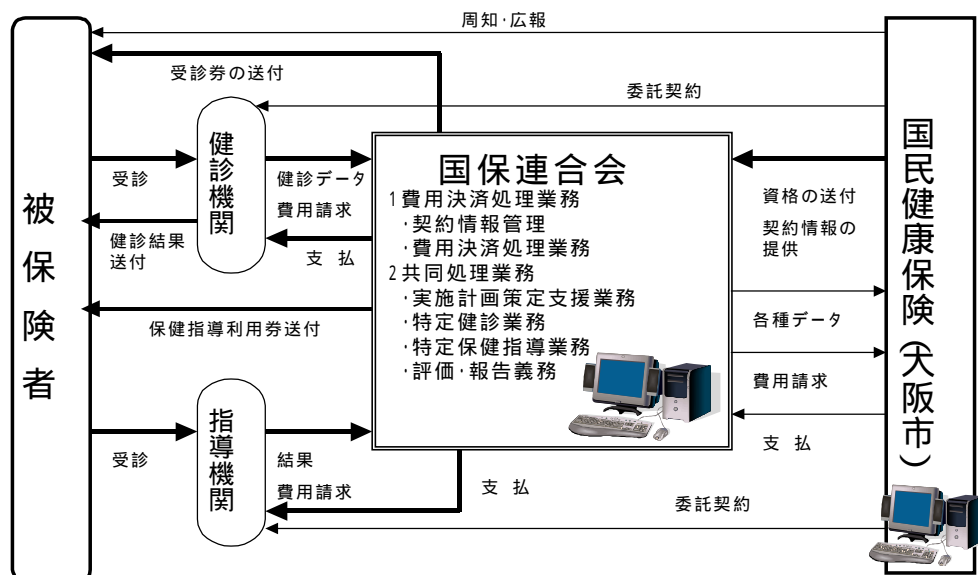 周知･広報
受診券の送付
委託契約
被保険者
健診機関
国民健康保険(大阪市)
受診
健診データ
費用請求
健診結果
送付
支 払
国保連合会
1費用決済処理業務
･契約情報管理
･費用決済処理業務
2共同処理業務
･実施計画策定支援業務
･特定健診業務
･特定保健指導業務
･評価･報告義務
資格の送付
契約情報の
提供
保健指導利用券送付
各種データ
費用請求
支 払
指導機関
受診
結果
費用請求
支 払
委託契約